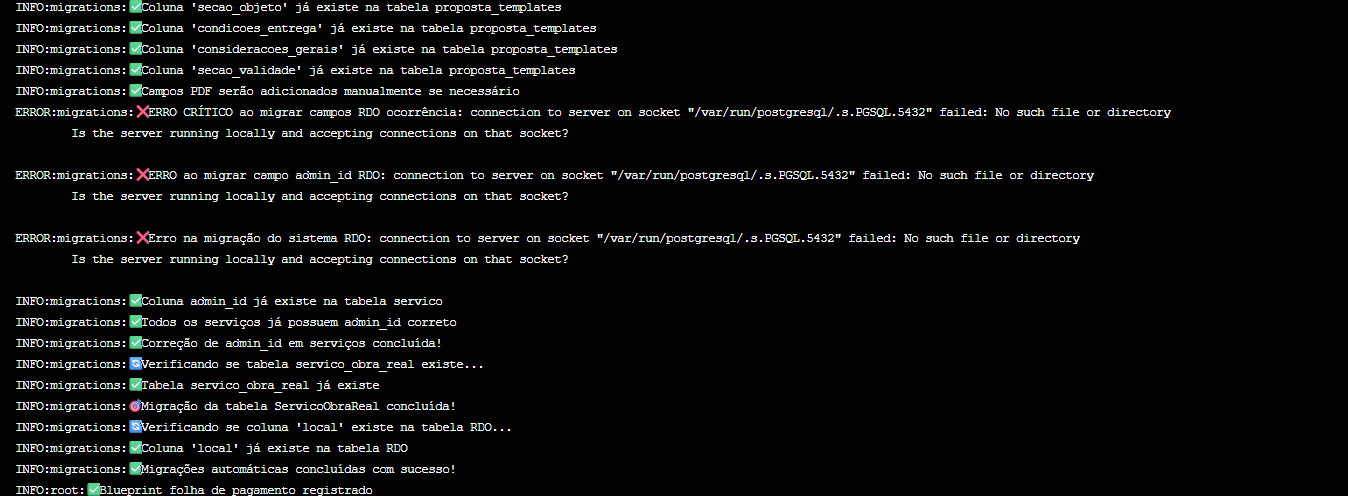 INFO:migrations:✅Coluna 'secao_objeto' já existe na tabela proposta_templates
INFO:migrations:✅Coluna 'condicoes_entrega' já existe na tabela proposta_templates
INFO:migrations:✅Coluna 'consideracoes_gerais' já existe na tabela proposta_templates
INFO:migrations:✅Coluna 'secao_validade' já existe na tabela proposta_templates
INFO:migrations:✅Campos PDF serão adicionados manualmente se necessário
ERROR:migrations:❌ERRO CRÍTICO ao migrar campos RDO ocorrência: connection to server on socket "/var/run/postgresql/.s.PGSQL.5432" failed: No such file or directory
Is the server running locally and accepting connections on that socket?
ERROR:migrations:❌ERRO ao migrar campo admin_id RDO: connection to server on socket "/var/run/postgresql/.s.PGSQL.5432" failed: No such file or directory
Is the server running locally and accepting connections on that socket?
ERROR:migrations:❌Erro na migração do sistema RDO: connection to server on socket "/var/run/postgresql/.s.PGSQL.5432" failed: No such file or directory
Is the server running locally and accepting connections on that socket?
INFO:migrations:✅Coluna admin_id já existe na tabela servico
INFO:migrations:✅Todos os serviços já possuem admin_id correto
INFO:migrations:✅Correção de admin_id em serviços concluída!
INFO:migrations:🔄Verificando se tabela servico_obra_real existe...
INFO:migrations:✅Tabela servico_obra_real já existe
INFO:migrations:🎯Migração da tabela ServicoObraReal concluída!
INFO:migrations:🔄Verificando se coluna 'local' existe na tabela RDO...
INFO:migrations:✅Coluna 'local' já existe na tabela RDO
INFO:migrations:✅Migrações automáticas concluídas com sucesso!
INFO:root:✅Blueprint folha de pagamento registrado